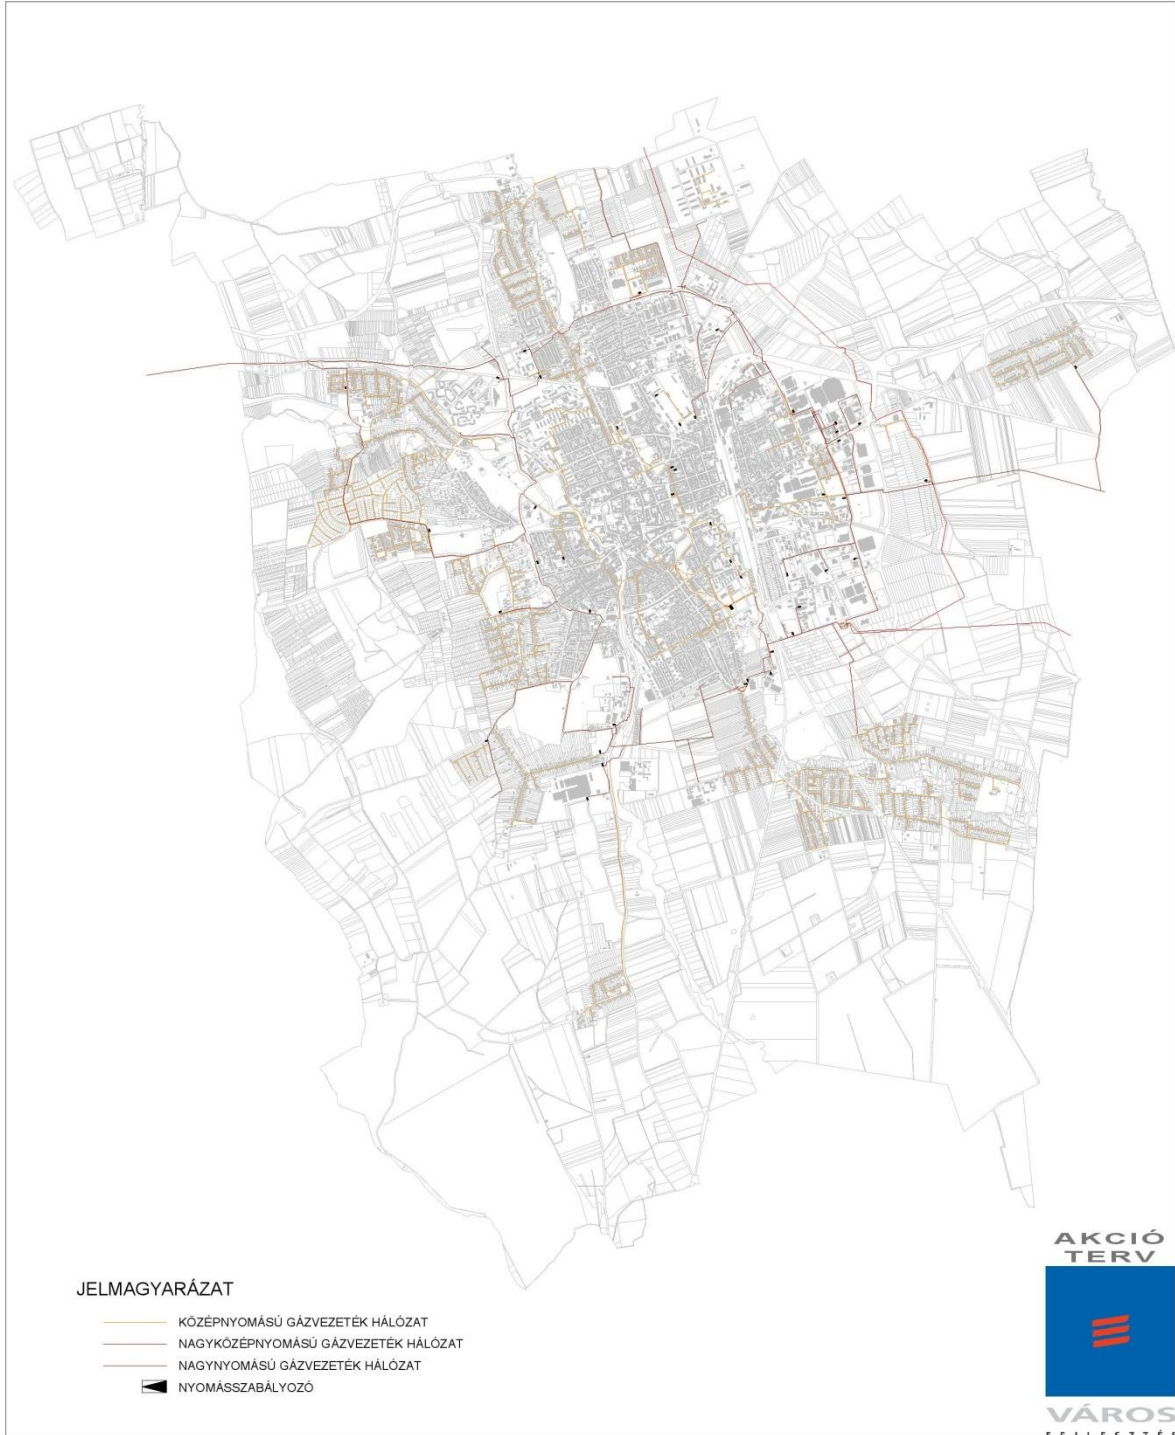 JELMAGYARÁZAT
KÖZÉPNYOMÁSÚ GÁZVEZETÉK HÁLÓZAT
NAGYKÖZÉPNYOMÁSÚ GÁZVEZETÉK HÁLÓZAT
NAGYNYOMÁSÚ GÁZVEZETÉK HÁLÓZAT
NYOMÁSSZABÁLYOZÓ
AKCIÓ
TERV
VÁROS